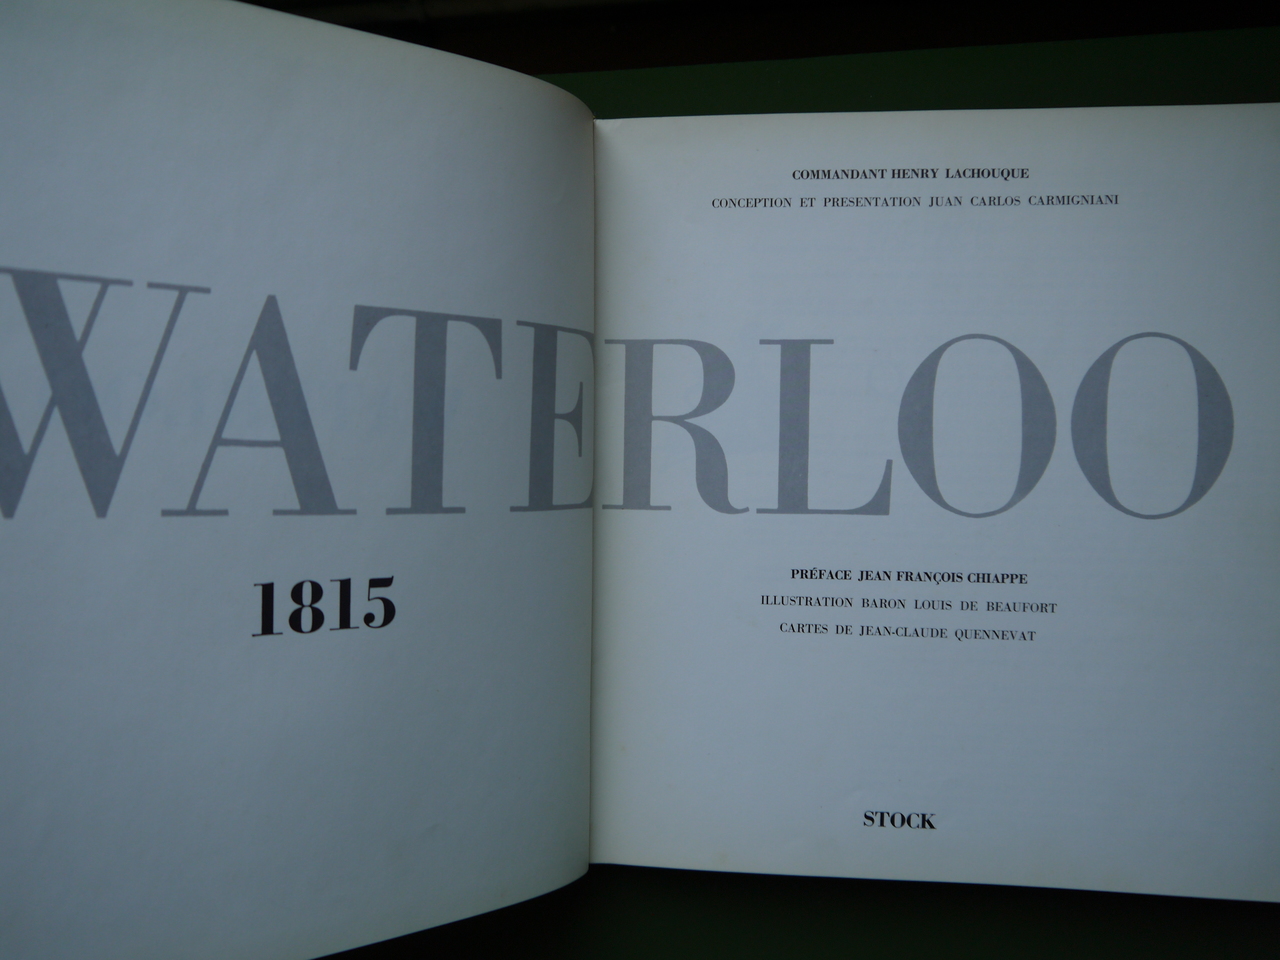 COMMANDANT HENRY LACHOUQUE
CONCEPTION ET PRESENTATION JUAN CARLOS CARMIGNIANI
WATERLOO
1815
PRÉFACE JEAN FRANÇOIS CHIAPPE
ILLUSTRATION BARON LOUIS DE BEAUFORT
CARTES DE JEAN-CLAUDE QUENNEVAT
STOCK